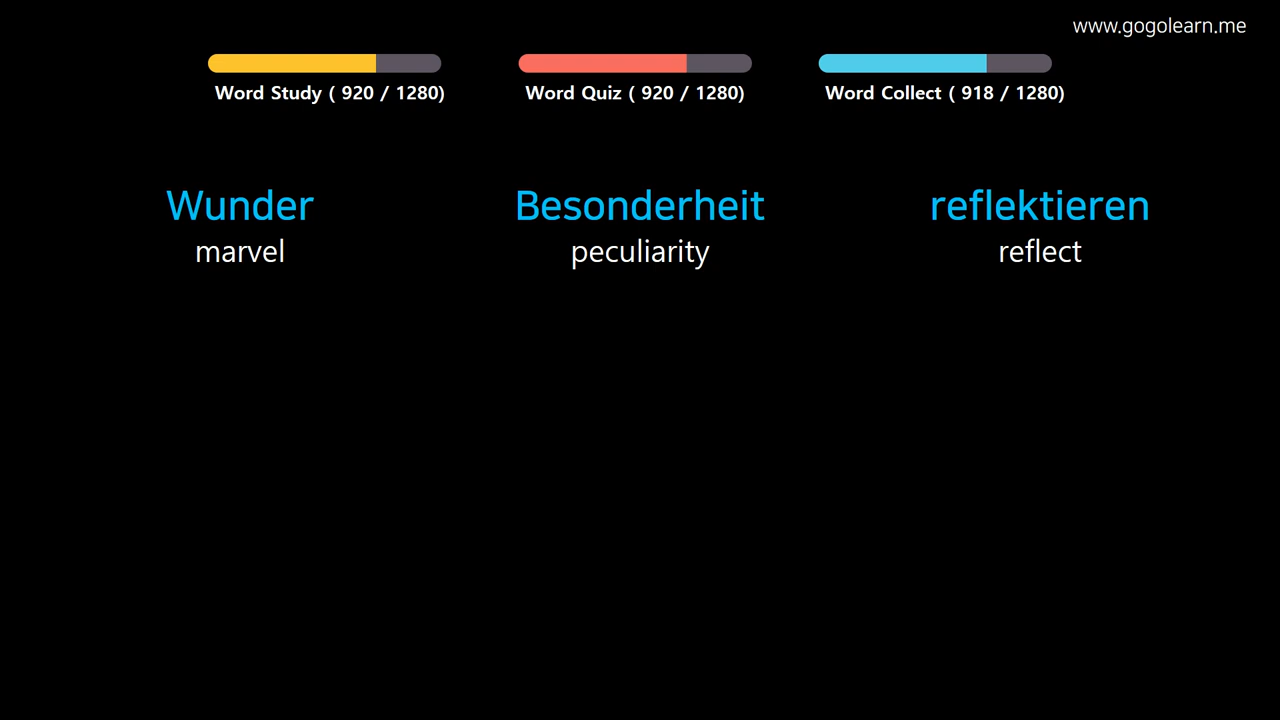 www.gogolearn.me
Word Study ( 920 / 1280)
Word Quiz ( 920 / 1280)
Word Collect ( 918 / 1280)
Wunder
marvel
Besonderheit
peculiarity
reflektieren
reflect